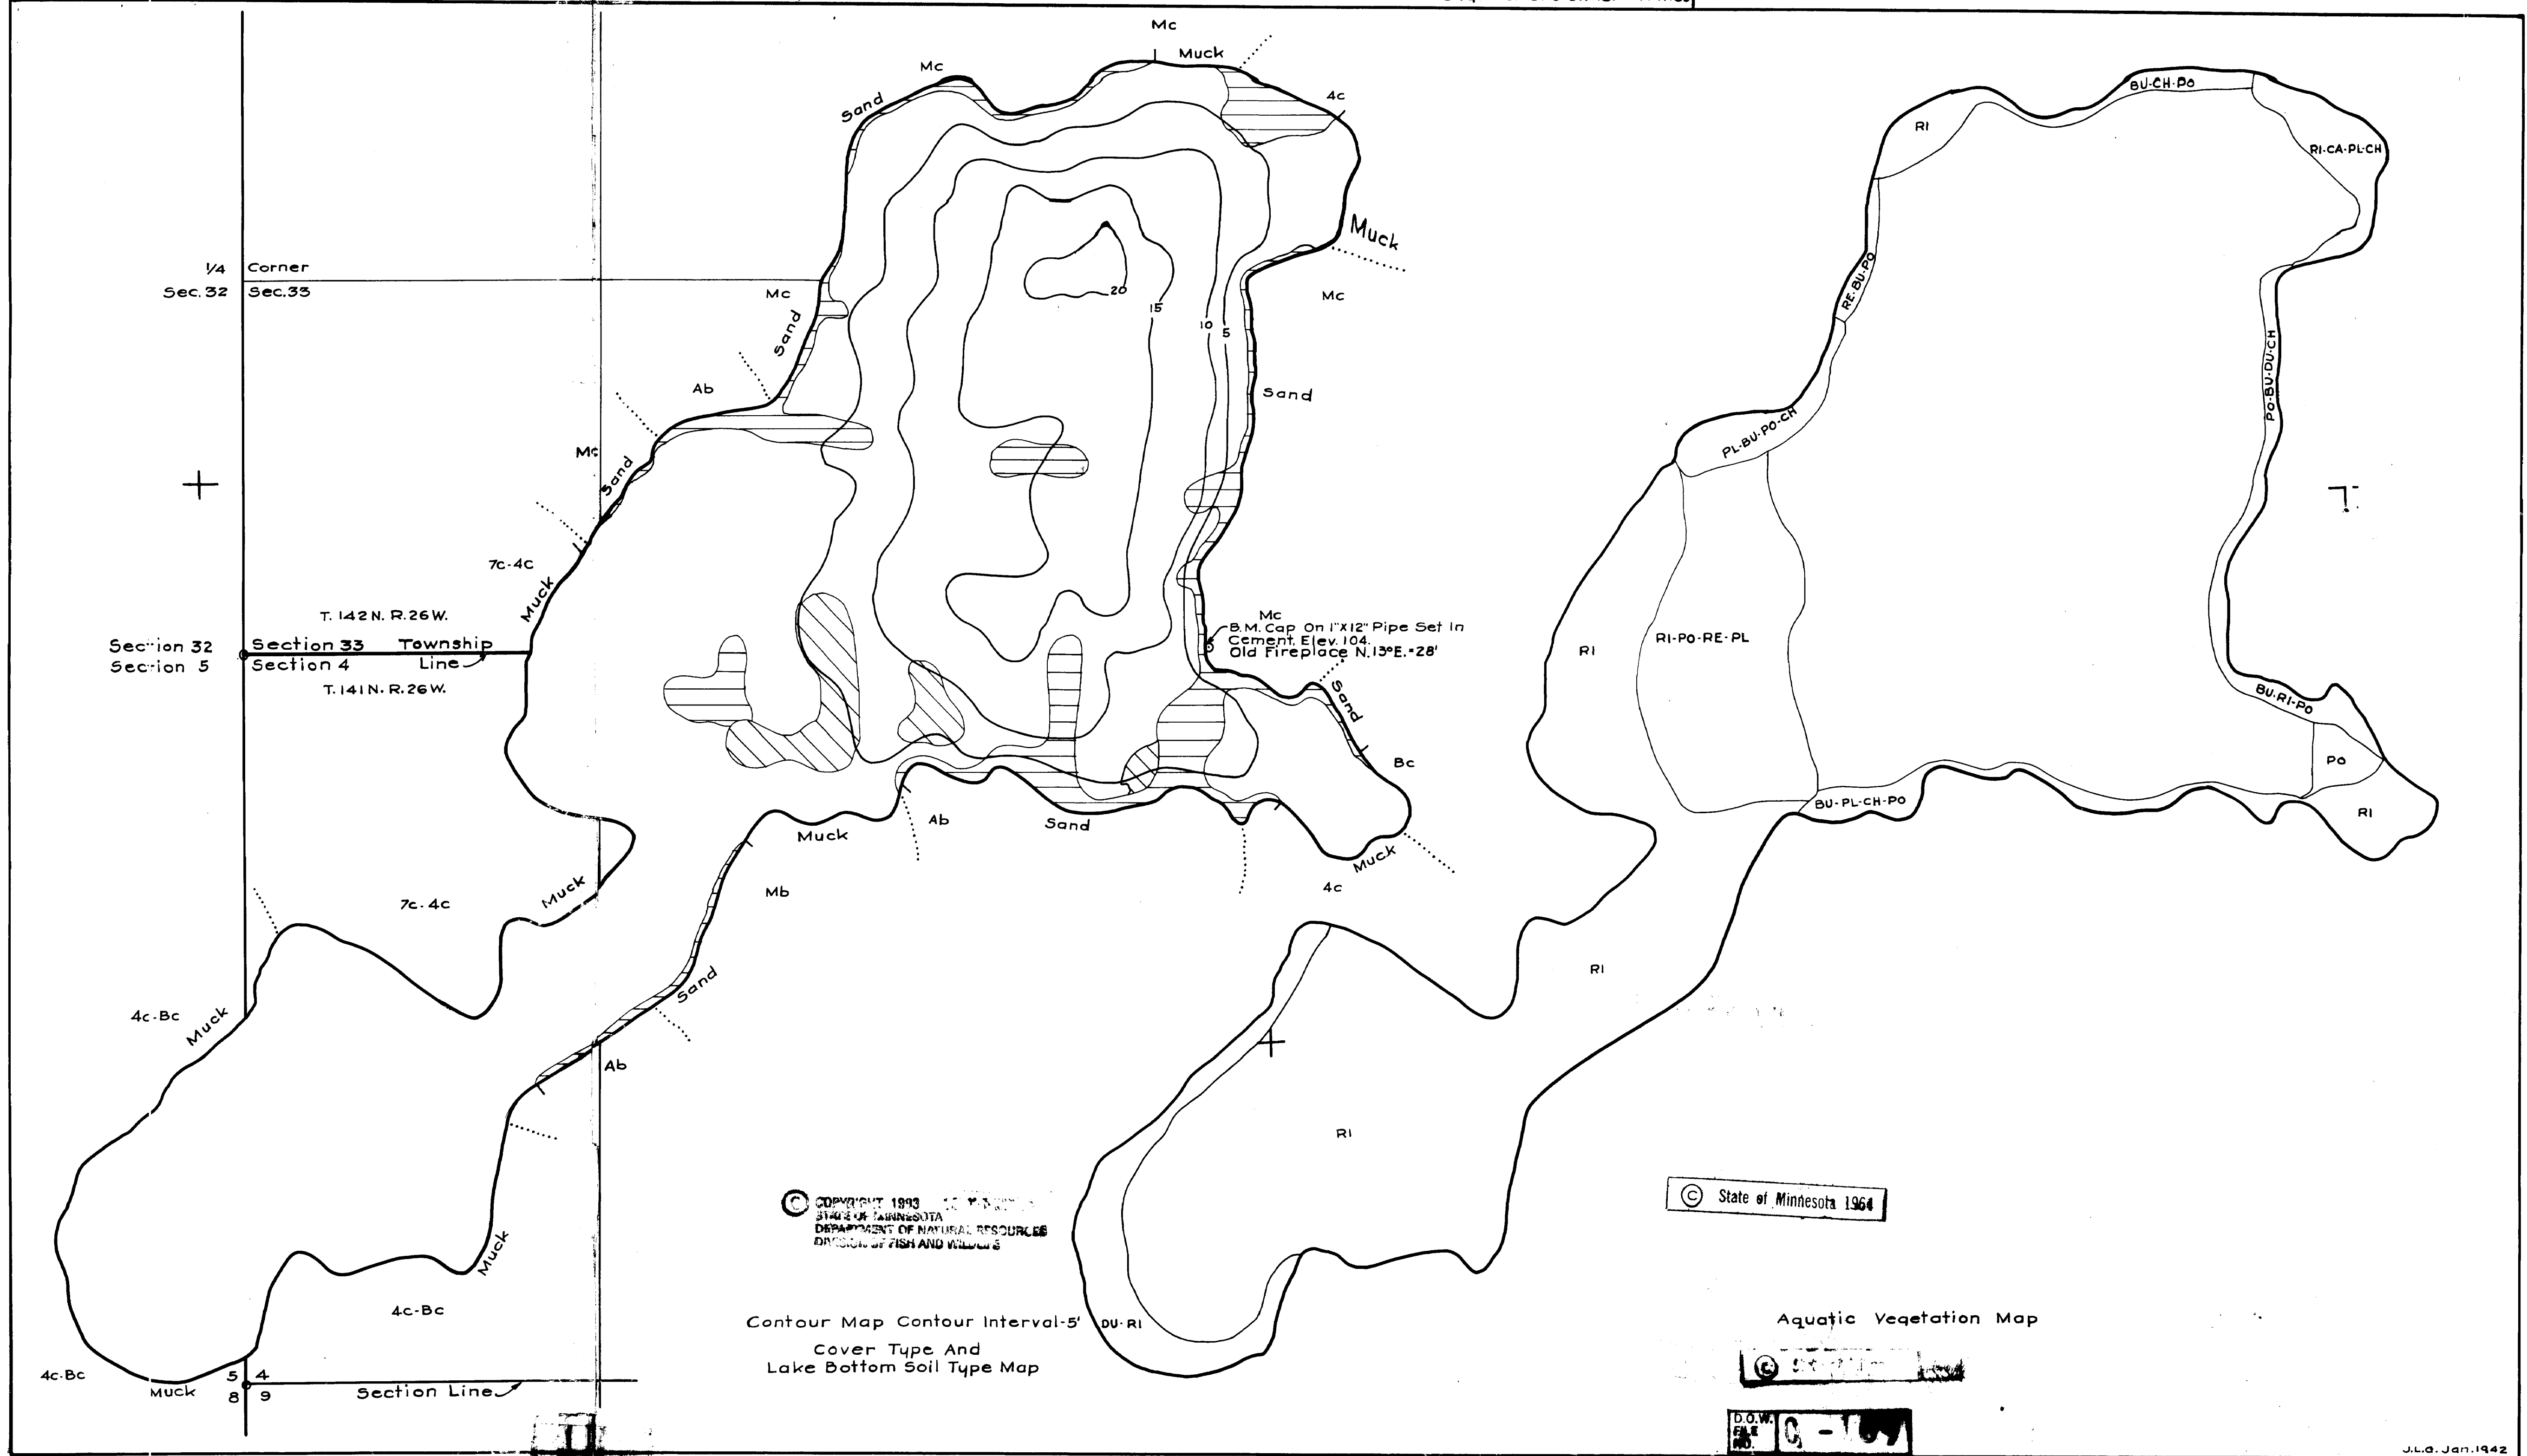 Mc
Muck
Mc
Sand
4c
Muck
1/4 Corner
Sec. 32 Sec. 33
Mc
Sand
20
15
10
5
Mc
Ab
Sand
Mc
Sand
7c-4c
Muck
T. 142 N. R. 26 W.
Section 32 Section 33 Township
Section 5 Section 4 Line
T. 141 N. R. 26 W.
Mc
B.M. Cap On 1"X12" Pipe Set In
Cement. Elev. 104.
Old Fireplace N. 13° E. = 28'
Sand
Bc
Muck
Ab
Sand
Muck
4c
Mb
7c-4c
Muck
Sand
4c-Bc
Muck
Ab
Muck
4c-Bc
4c-Bc
Muck
5 4
8 9
Section Line
COPYRIGHT 1993
STATE OF MINNESOTA
DEPARTMENT OF NATURAL RESOURCES
DIVISION OF FISH AND WILDLIFE
Contour Map Contour Interval-5'
Cover Type And
Lake Bottom Soil Type Map
BU-CH-PO
RI
RI-CA-PL-CH
RE-BU-PO
PO-BU-DU-CH
PL-BU-PO-CH
RI
RI-PO-RE-PL
BU-RI-PO
PO
BU-PL-CH-PO
RI
RI
RI
DU-RI
© State of Minnesota 1964
Aquatic Vegetation Map
D.O.W.
FILE
NO.
J.L.G. Jan. 1942